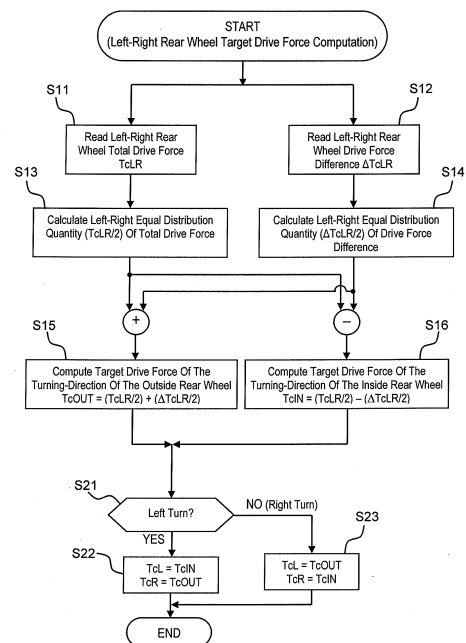 START
(Left-Right Rear Wheel Target Drive Force Computation)
S11
S12
Read Left-Right Rear
Wheel Total Drive Force
TcLR
Read Left-Right Rear
Wheel Drive Force
Difference ΔTcLR
S13
S14
Calculate Left-Right Equal Distribution
Quantity (TcLR/2) Of Total Drive Force
Calculate Left-Right Equal Distribution
Quantity (ΔTcLR/2) Of Drive Force
Difference
+
–
S15
S16
Compute Target Drive Force Of The
Turning-Direction Of The Outside Rear Wheel
TcOUT = (TcLR/2) + (ΔTcLR/2)
Compute Target Drive Force Of The
Turning-Direction Of The Inside Rear Wheel
TcIN = (TcLR/2) – (ΔTcLR/2)
S21
Left Turn?
NO (Right Turn)
YES
S22
S23
TcL = TcIN
TcR = TcOUT
TcL = TcOUT
TcR = TcIN
END